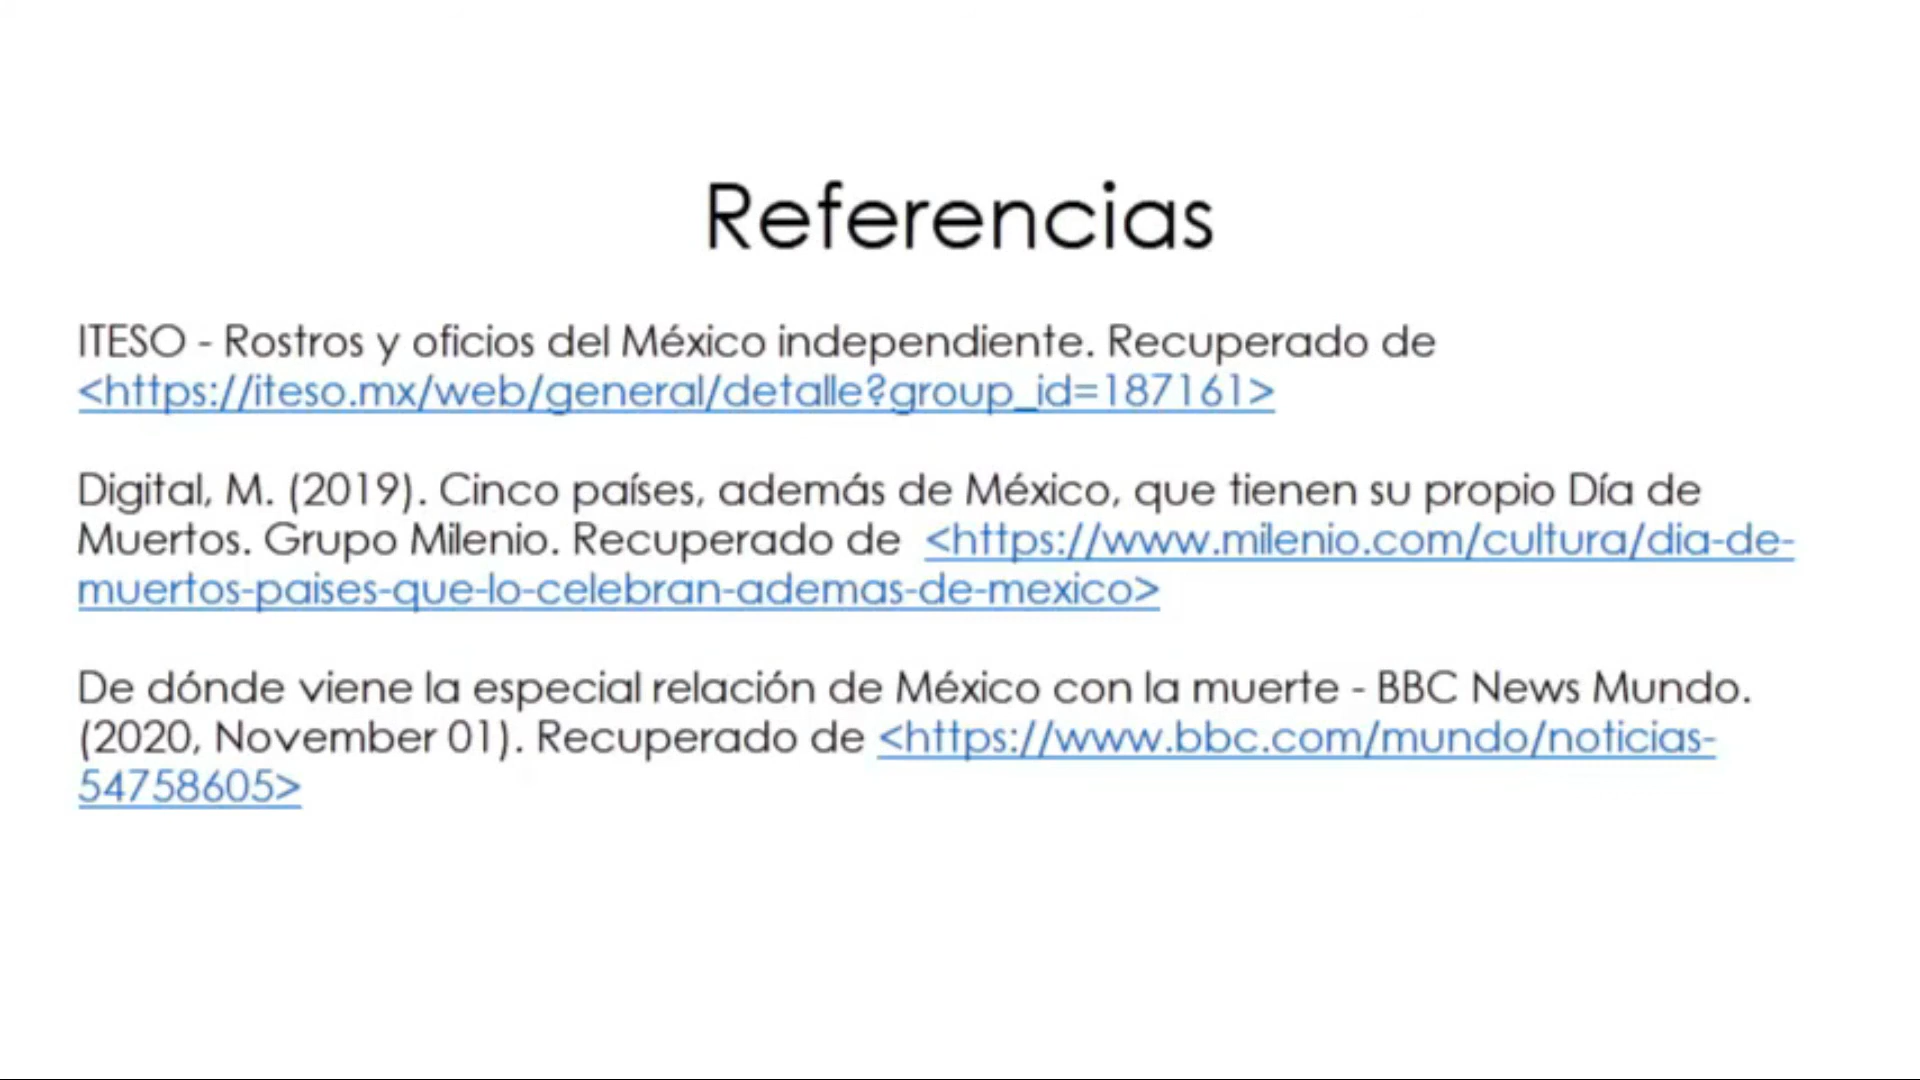 Referencias
ITESO - Rostros y oficios del México independiente. Recuperado de
<https://iteso.mx/web/general/detalle?group_id=187161>
Digital, M. (2019). Cinco países, además de México, que tienen su propio Día de
Muertos. Grupo Milenio. Recuperado de <https://www.milenio.com/cultura/dia-de-
muertos-paises-que-lo-celebran-ademas-de-mexico>
De dónde viene la especial relación de México con la muerte - BBC News Mundo.
(2020, November 01). Recuperado de <https://www.bbc.com/mundo/noticias-
54758605>